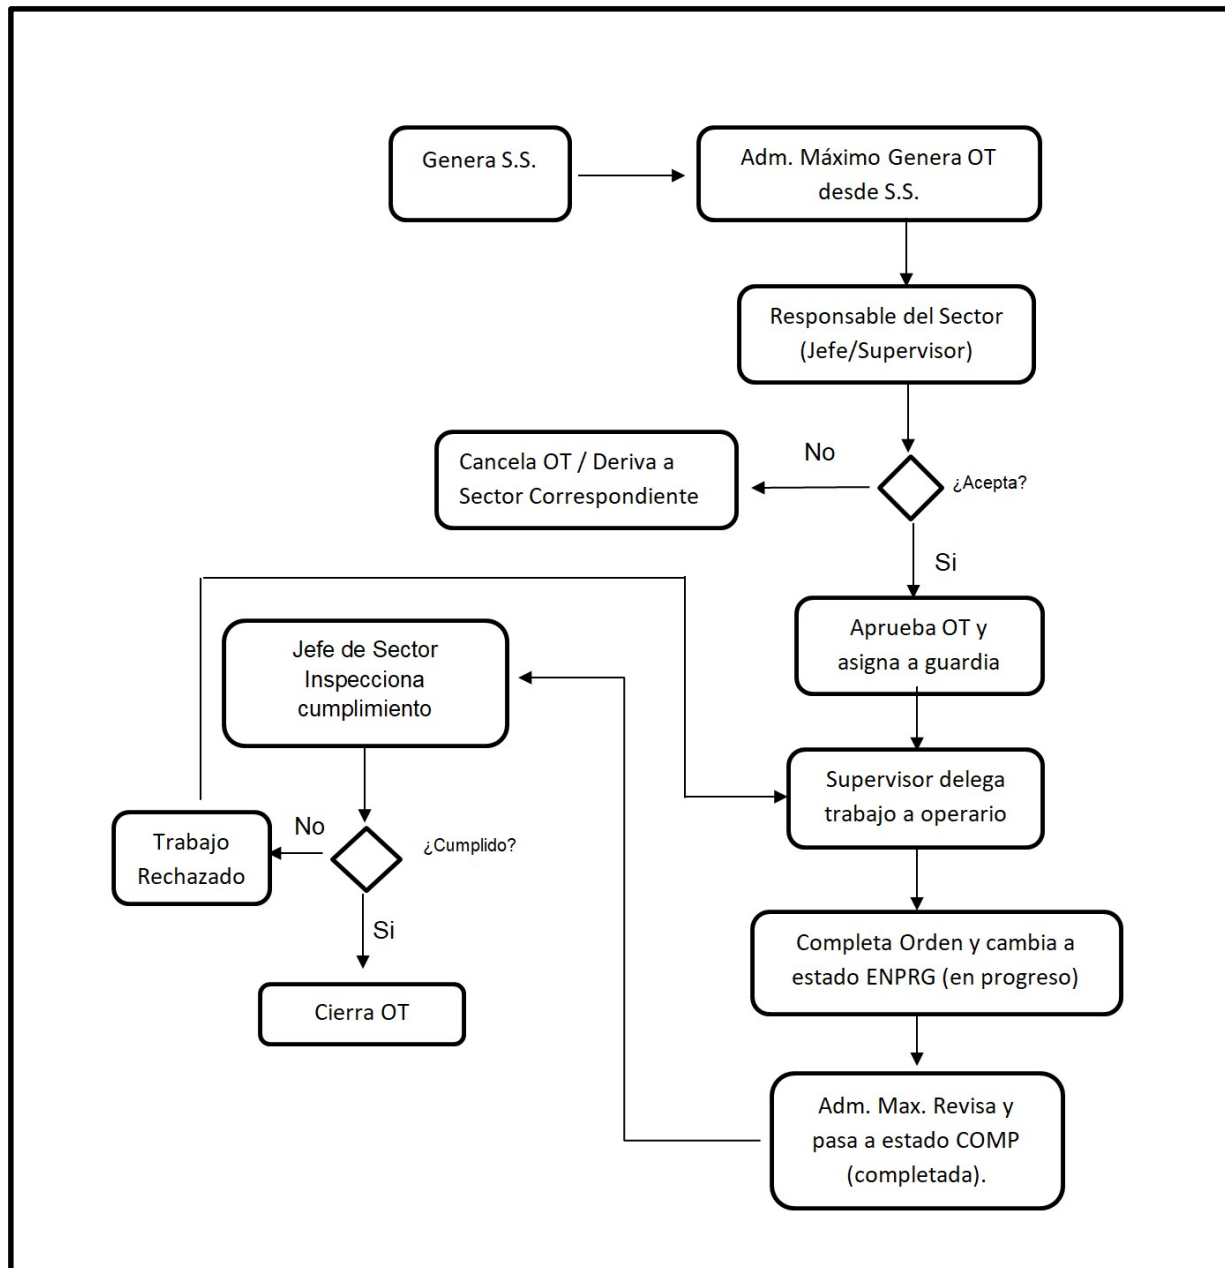 Genera S.S.
Adm. Máximo Genera OT
desde S.S.
Responsable del Sector
(Jefe/Supervisor)
¿Acepta?
No
Cancela OT / Deriva a
Sector Correspondiente
Si
Aprueba OT y
asigna a guardia
Supervisor delega
trabajo a operario
Completa Orden y cambia a
estado ENPRG (en progreso)
Adm. Max. Revisa y
pasa a estado COMP
(completada).
Jefe de Sector
Inspecciona
cumplimiento
¿Cumplido?
No
Trabajo
Rechazado
Si
Cierra OT